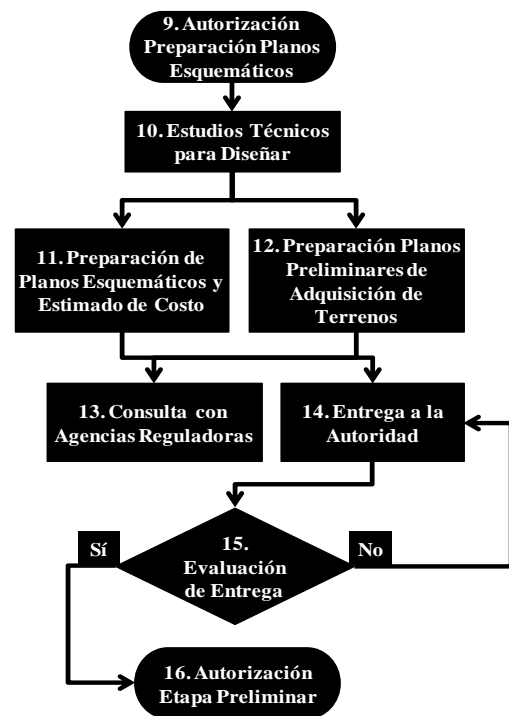 9. Autorización
Preparación Planos
Esquemáticos
10. Estudios Técnicos
para Diseñar
11. Preparación de
Planos Esquemáticos y
Estimado de Costo
12. Preparación Planos
Preliminares de
Adquisición de
Terrenos
13. Consulta con
Agencias Reguladoras
14. Entrega a la
Autoridad
Sí
15.
Evaluación
de Entrega
No
16. Autorización
Etapa Preliminar